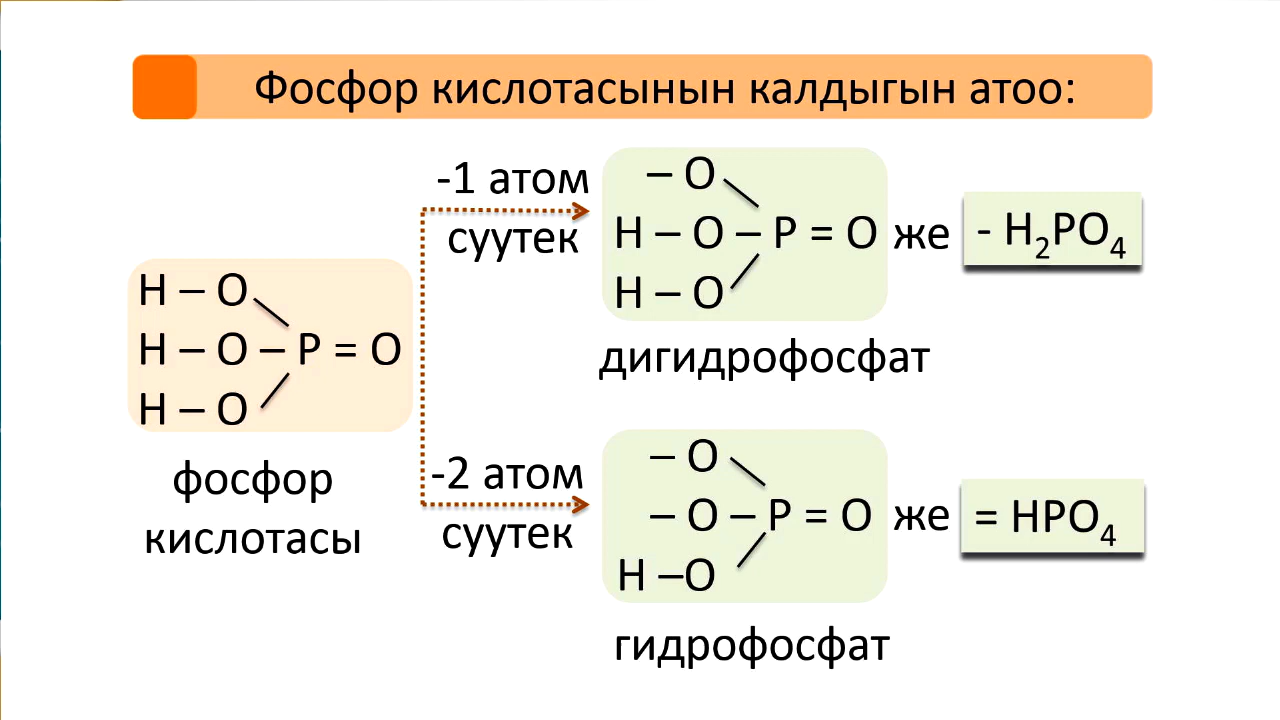 Фосфор кислотасынын калдыгын атоо:
H – O
H – O – P = O
H – O
фосфор
кислотасы
-1 атом
суутек
– O
H – O – P = O же - H₂PO₄
H – O
дигидрофосфат
-2 атом
суутек
– O
– O – P = O же = HPO₄
H –O
гидрофосфат